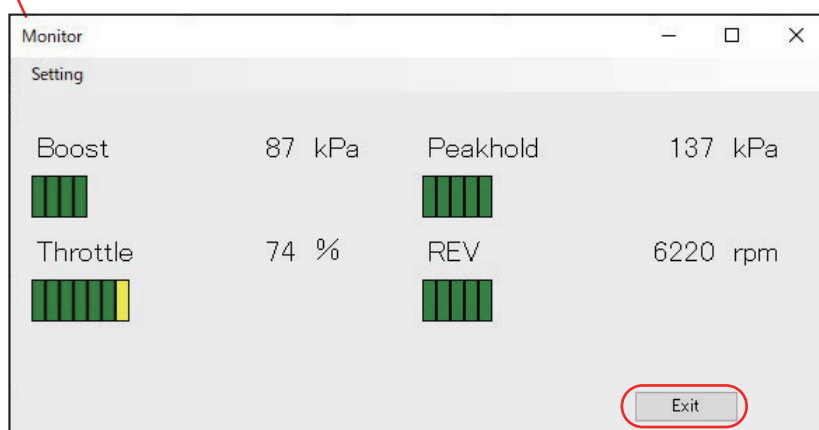 Monitor
Setting
Boost 87 kPa Peakhold 137 kPa
Throttle 74 % REV 6220 rpm
Exit